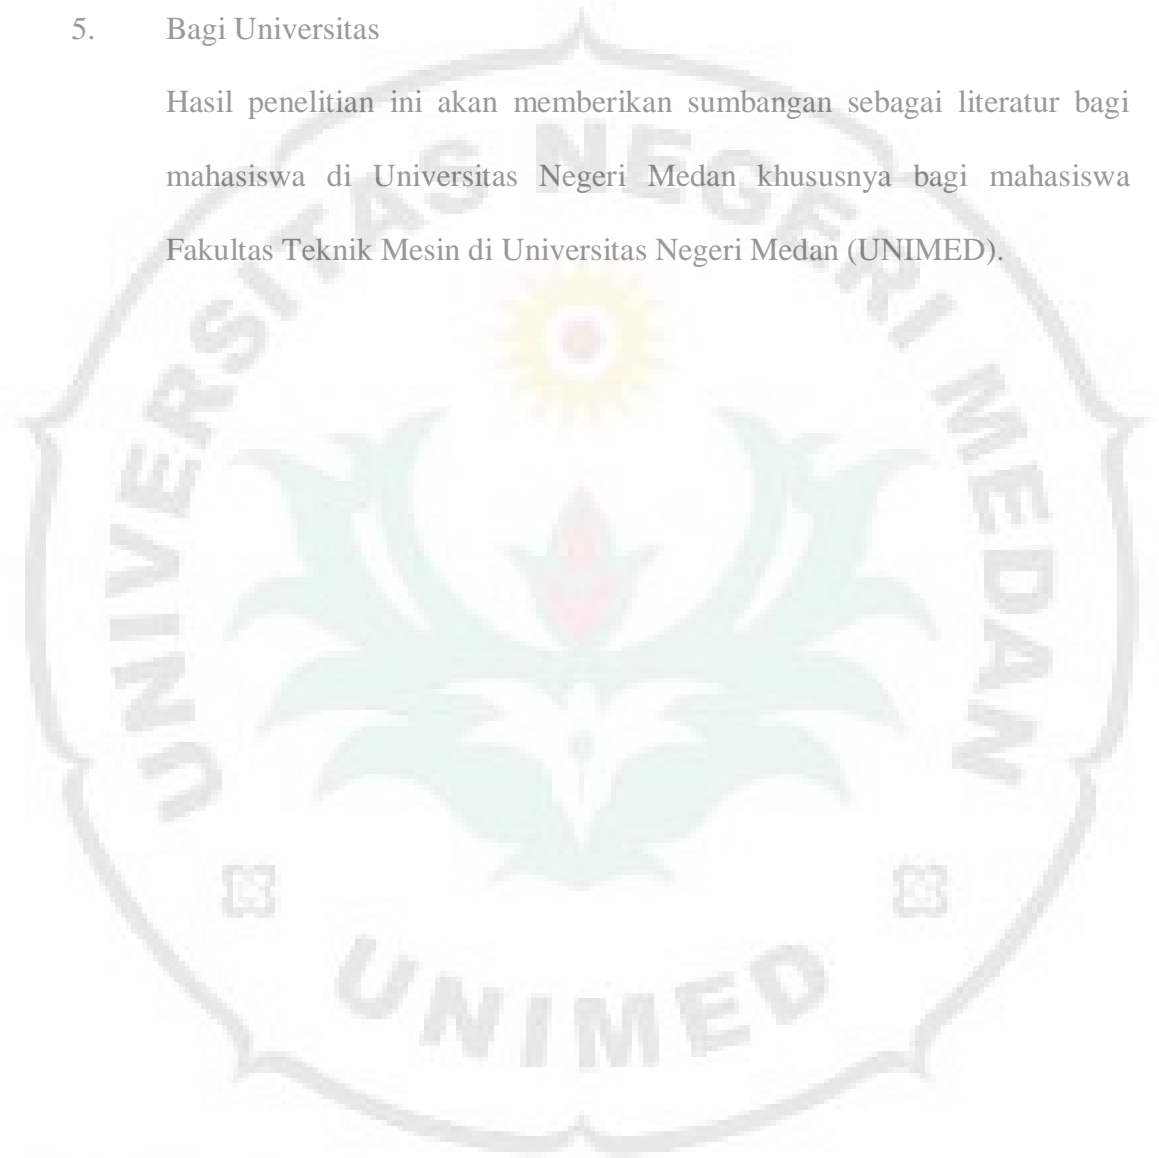 5. Bagi Universitas
Hasil penelitian ini akan memberikan sumbangan sebagai literatur bagi
mahasiswa di Universitas Negeri Medan khususnya bagi mahasiswa
Fakultas Teknik Mesin di Universitas Negeri Medan (UNIMED).
UNIVERSITAS NEGERI MEDAN
UNIMED